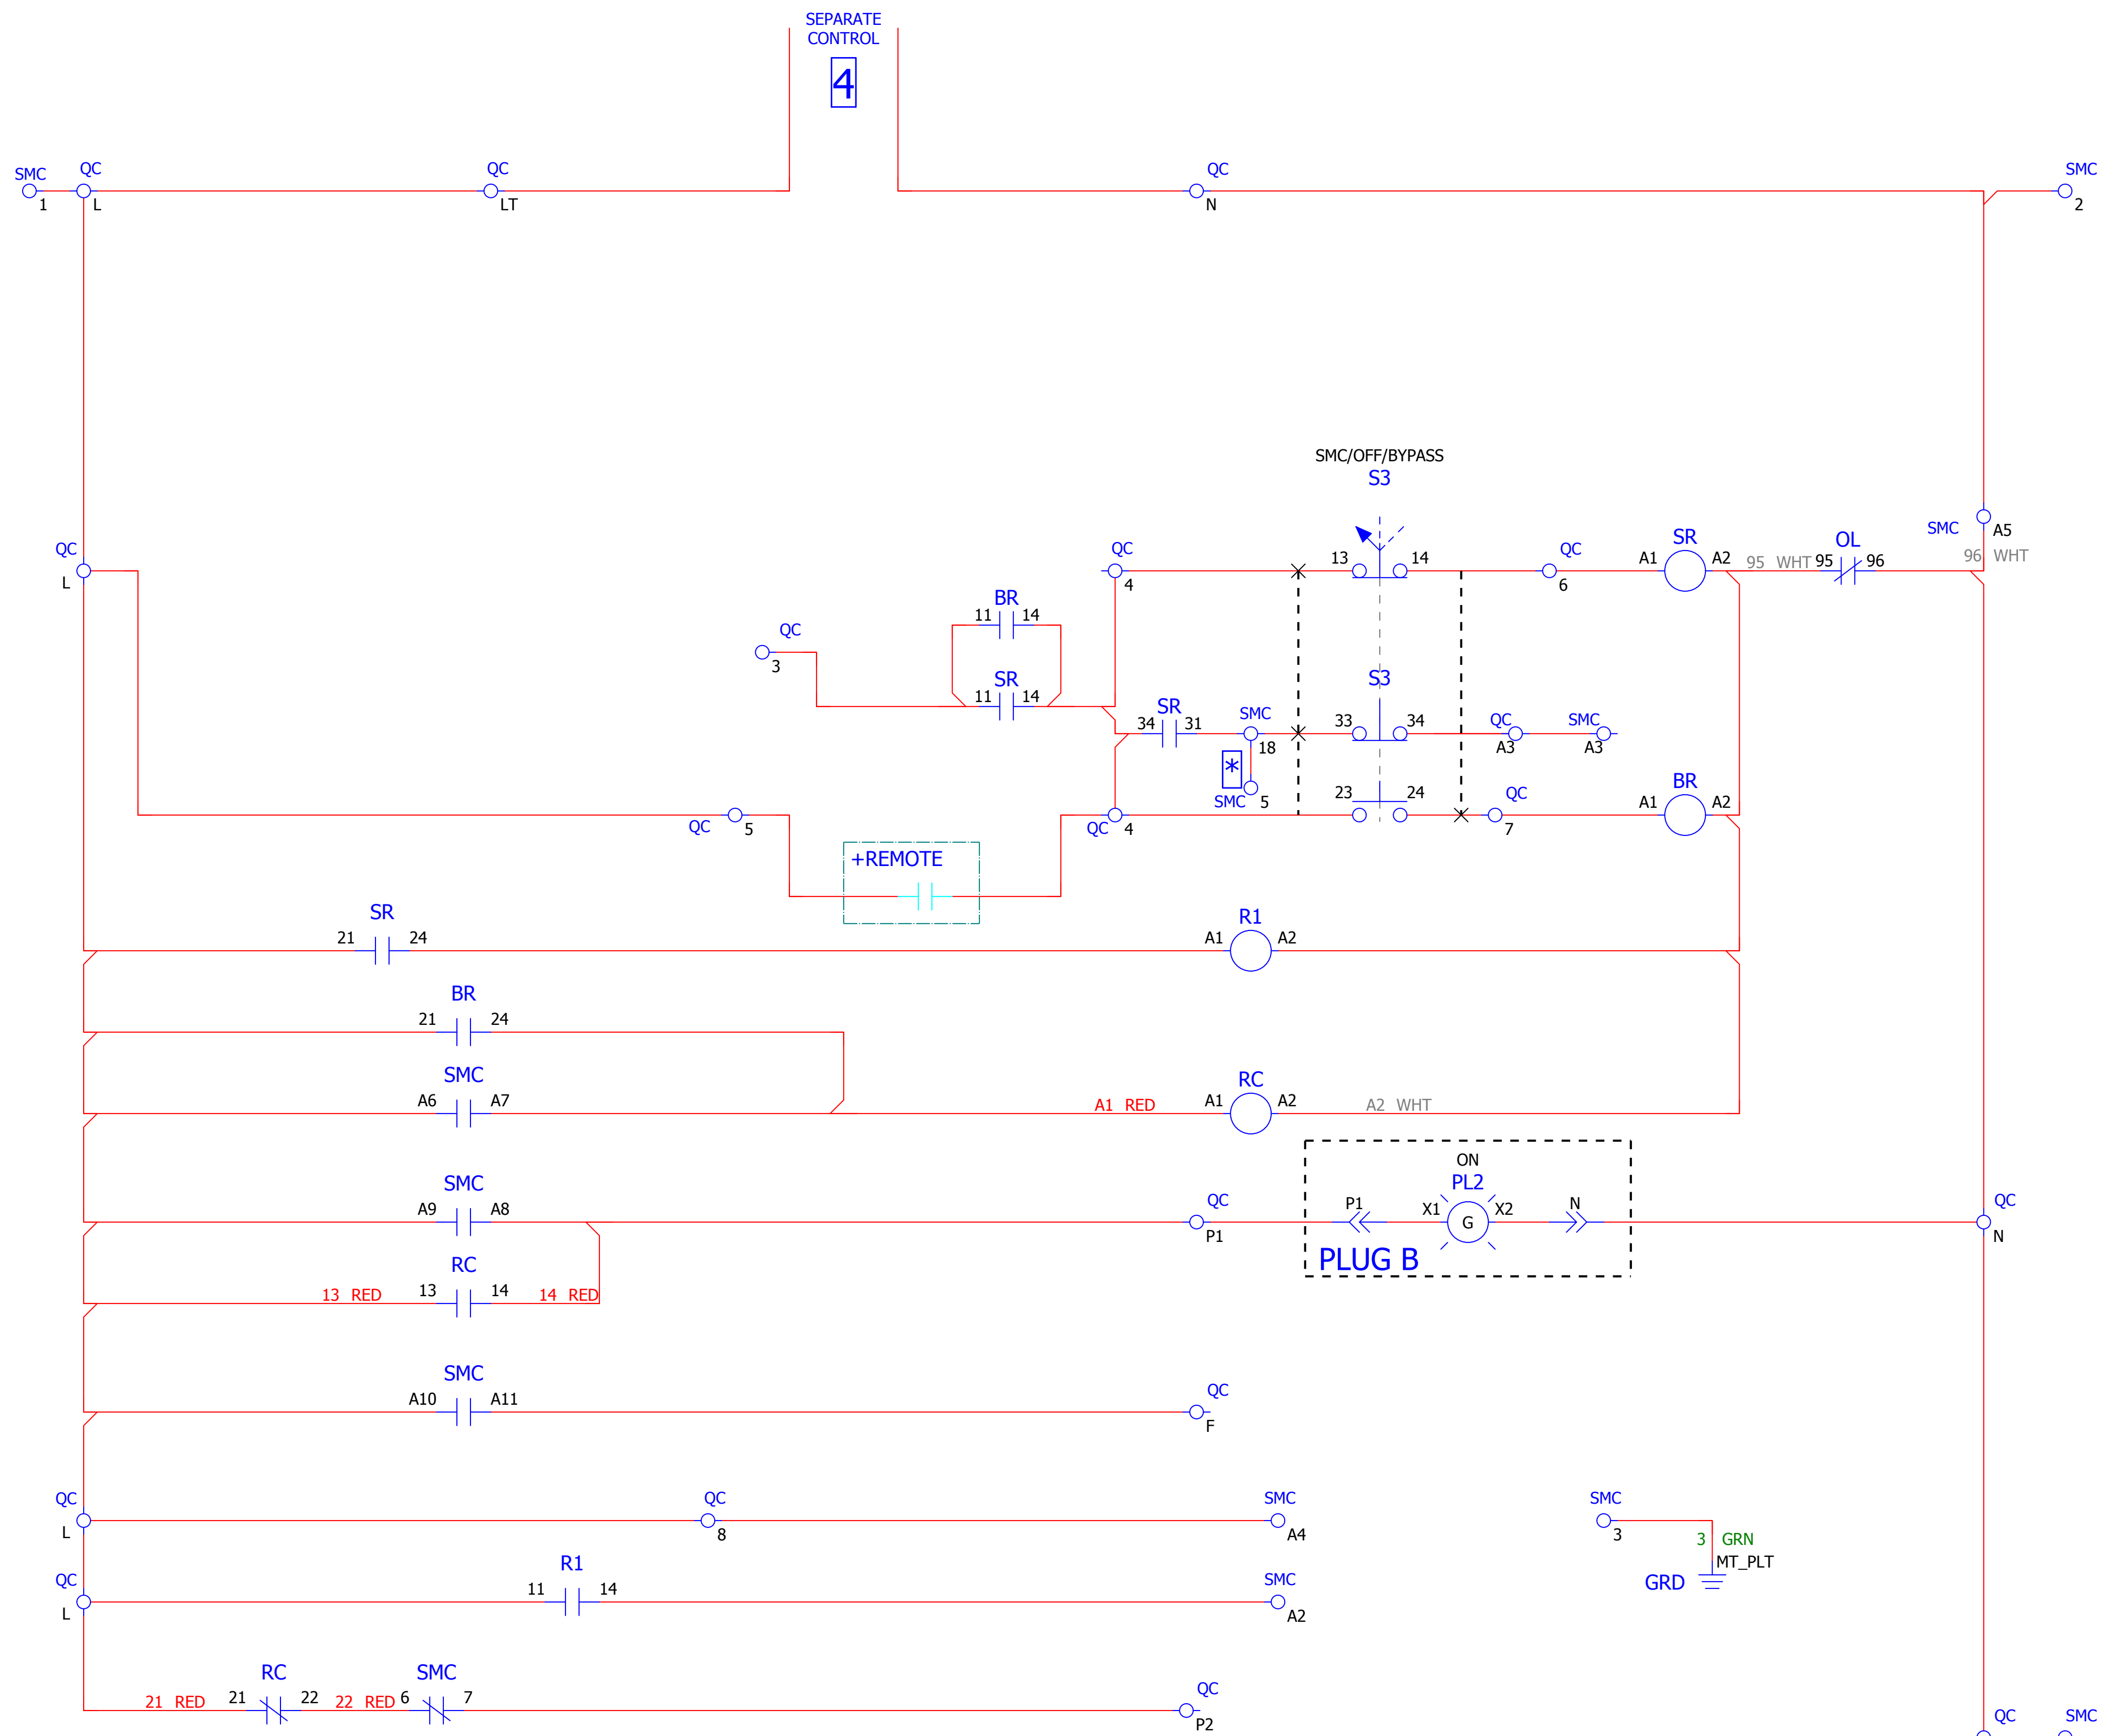 SEPARATE
CONTROL
4
SMC QC QC QC SMC
1 L LT N 2
SMC/OFF/BYPASS
S3
QC QC 13 14 QC SR OL SMC A5
L 4 6 A1 A2 95 WHT 95 96 96 WHT
BR
11 14
QC
3
SR S3
11 14
SR SMC QC SMC
34 31 18 33 34 A3 A3
*
SMC 5 23 24 QC BR
QC 5 QC 4 7 A1 A2
+REMOTE
SR R1
21 24 A1 A2
BR
21 24
SMC RC
A6 A7 A1 RED A1 A2 A2 WHT
ON
SMC QC PL2 QC
A9 A8 P1 P1 X1 G X2 N N
RC PLUG B
13 RED 13 14 14 RED
SMC QC
A10 A11 F
QC QC SMC SMC
L 8 A4 3
3 GRN
MT_PLT
GRD
QC R1 SMC
L 11 14 A2
RC SMC QC
21 RED 21 22 22 RED 6 7 P2
QC SMC